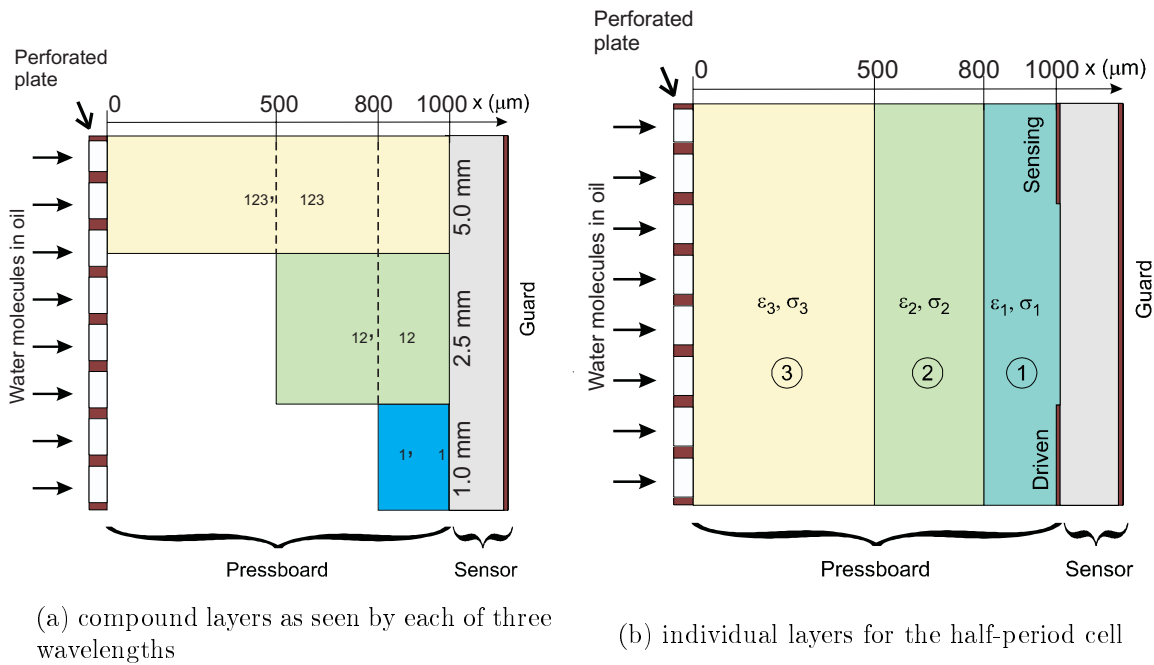 Perforated
plate
0 500 800 1000 x (μm)
Water molecules in oil
123, 123
5.0 mm
12, 12
2.5 mm
1, 1
1.0 mm
Guard
Pressboard Sensor
(a) compound layers as seen by each of three
wavelengths
Perforated
plate
0 500 800 1000 x (μm)
Water molecules in oil
Sensing
ε3, σ3 ε2, σ2 ε1, σ1
3 2 1
Driven
Guard
Pressboard Sensor
(b) individual layers for the half-period cell